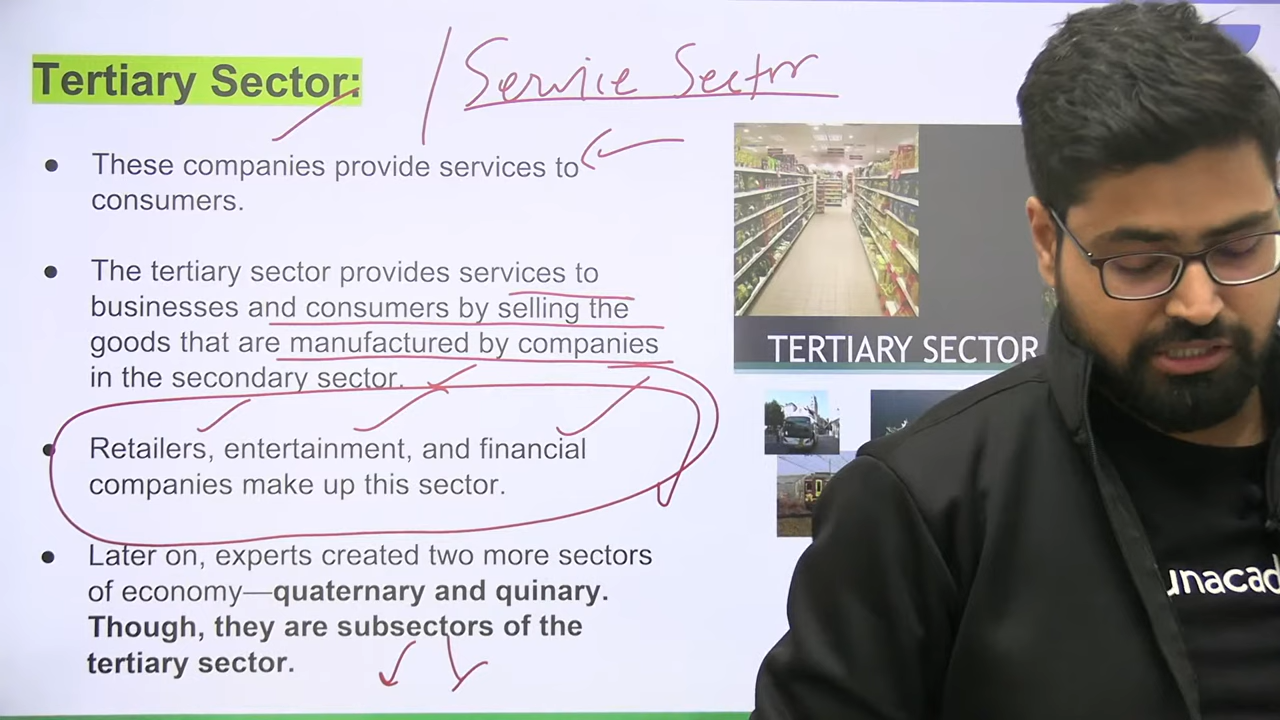 Tertiary Sector:
/ Service Sector
These companies provide services to
consumers.
The tertiary sector provides services to
businesses and consumers by selling the
goods that are manufactured by companies
in the secondary sector.
Retailers, entertainment, and financial
companies make up this sector.
Later on, experts created two more sectors
of economy—quaternary and quinary.
Though, they are subsectors of the
tertiary sector.
TERTIARY SECTOR
unacad